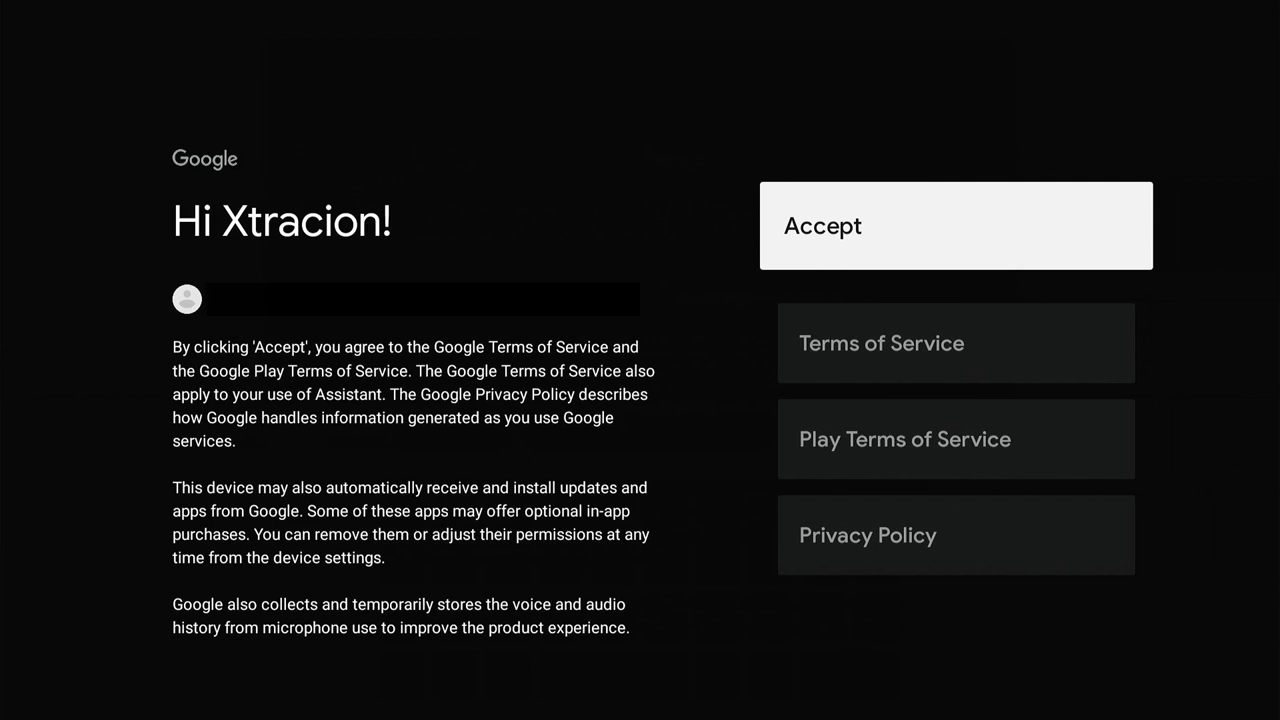 Google
Hi Xtracion!
By clicking 'Accept', you agree to the Google Terms of Service and
the Google Play Terms of Service. The Google Terms of Service also
apply to your use of Assistant. The Google Privacy Policy describes
how Google handles information generated as you use Google
services.
This device may also automatically receive and install updates and
apps from Google. Some of these apps may offer optional in-app
purchases. You can remove them or adjust their permissions at any
time from the device settings.
Google also collects and temporarily stores the voice and audio
history from microphone use to improve the product experience.
Accept
Terms of Service
Play Terms of Service
Privacy Policy